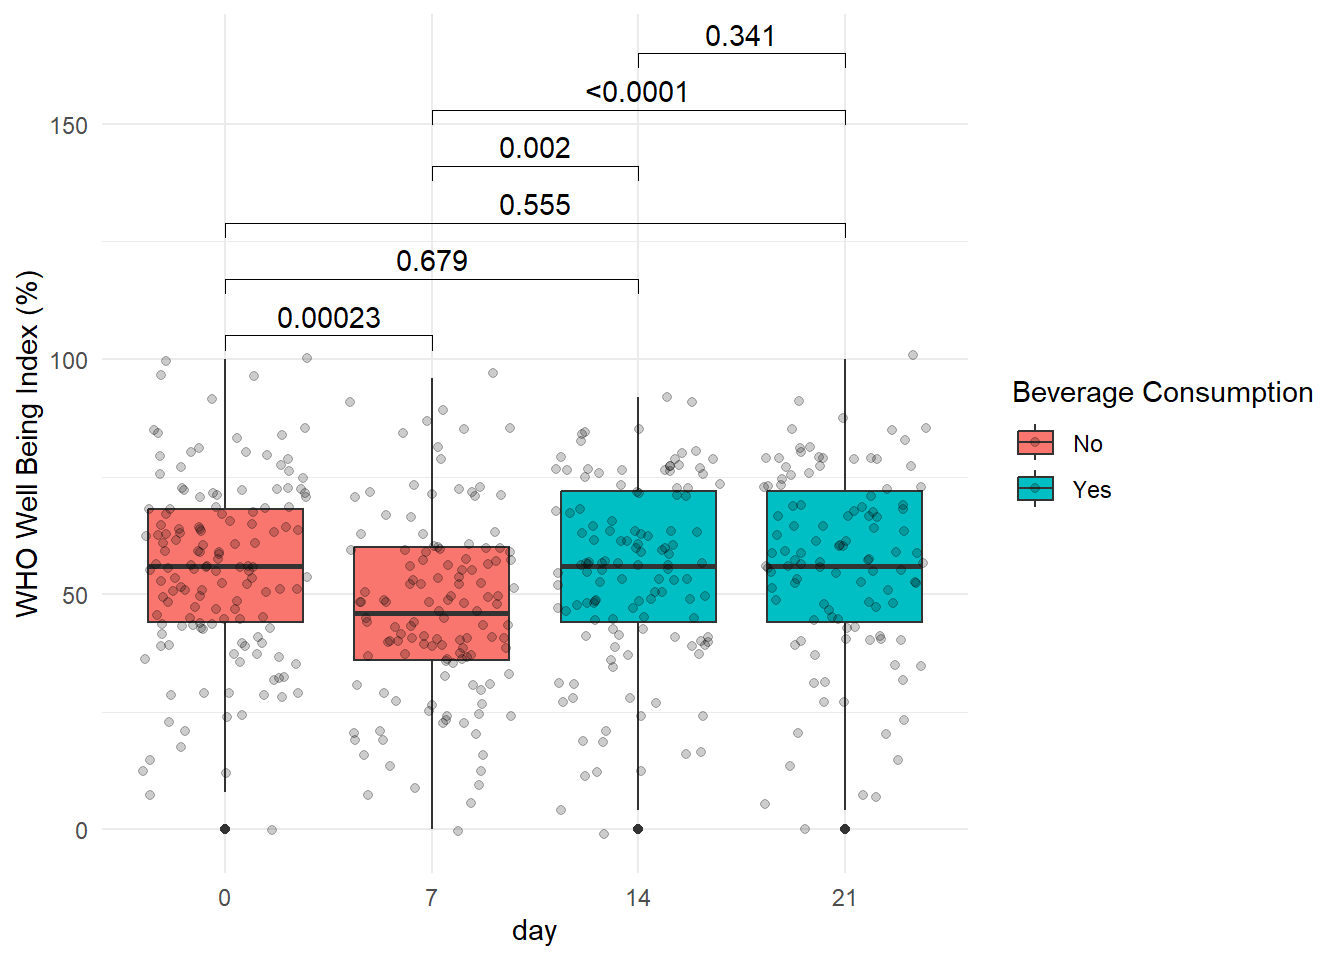 0.341
<0.0001
150
0.002
0.555
0.679
0.00023
100
WHO Well Being Index (%)
Beverage Consumption
No
Yes
50
0
0 7 14 21
day